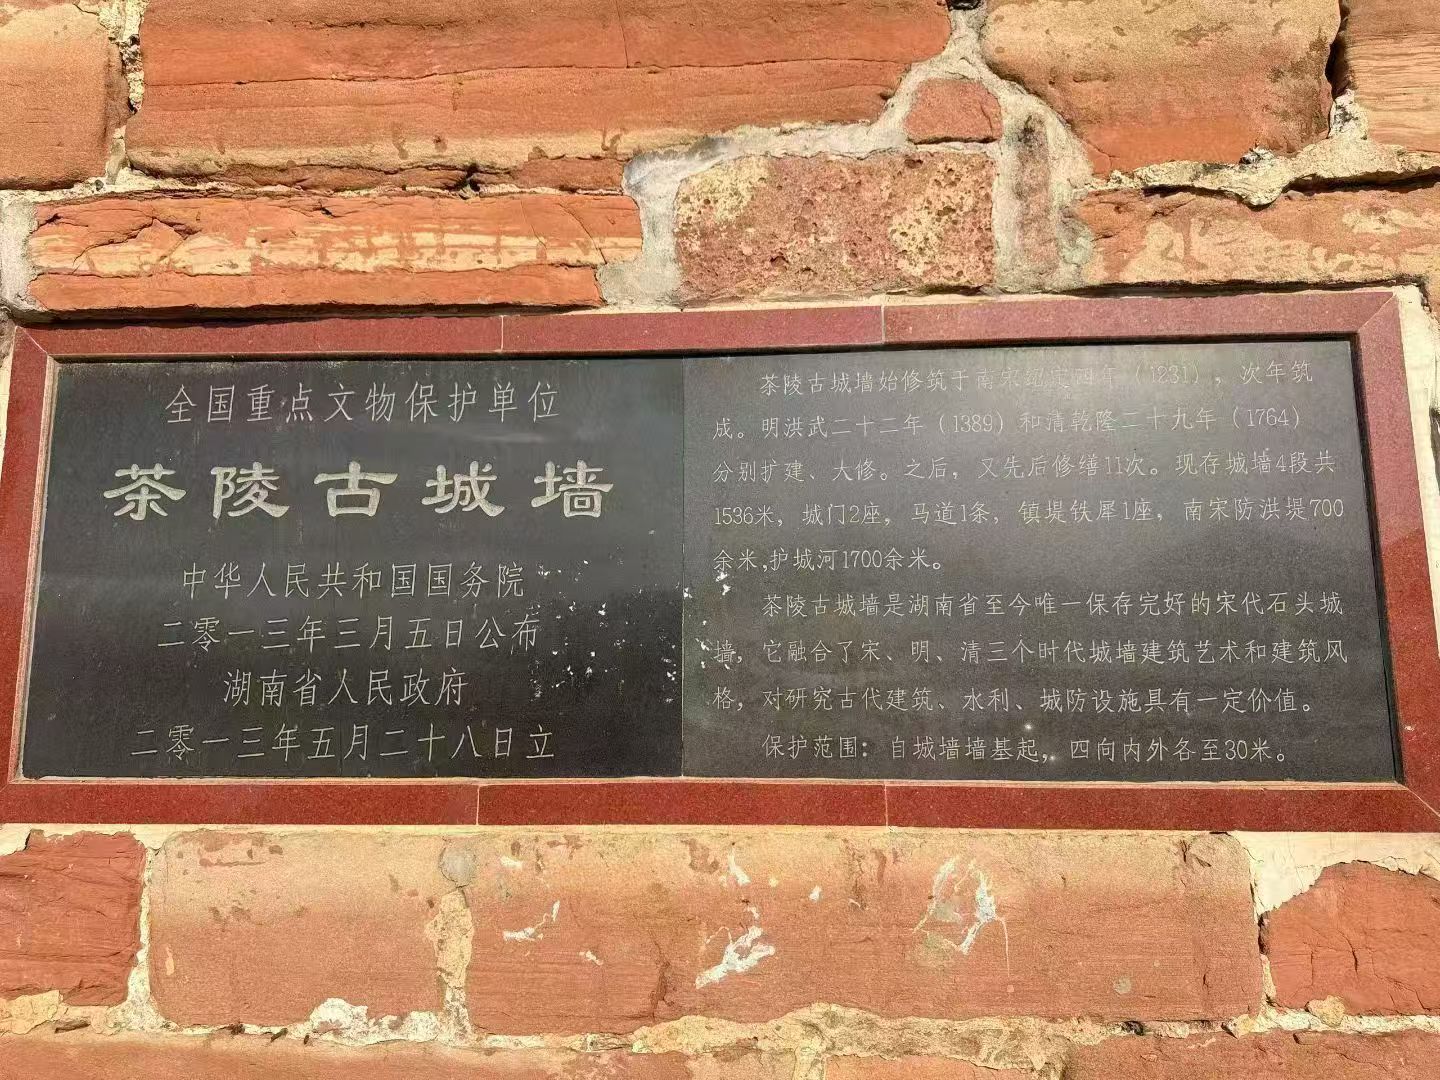 全国重点文物保护单位
茶陵古城墙
中华人民共和国国务院
二零一三年三月五日公布
湖南省人民政府
二零一三年五月二十八日立
茶陵古城墙始修筑于南宋纪定四年（1231），次年筑
成。明洪武二十二年（1389）和清乾隆二十九年（1764）
分别扩建、大修。之后，又先后修缮11次。现存城墙4段共
1536米，城门2座，马道1条，镇堤铁犀1座，南宋防洪堤700
余米,护城河1700余米。
茶陵古城墙是湖南省至今唯一保存完好的宋代石头城
墙，它融合了宋、明、清三个时代城墙建筑艺术和建筑风
格，对研究古代建筑、水利、城防设施具有一定价值。
保护范围：自城墙墙基起，四向内外各至30米。